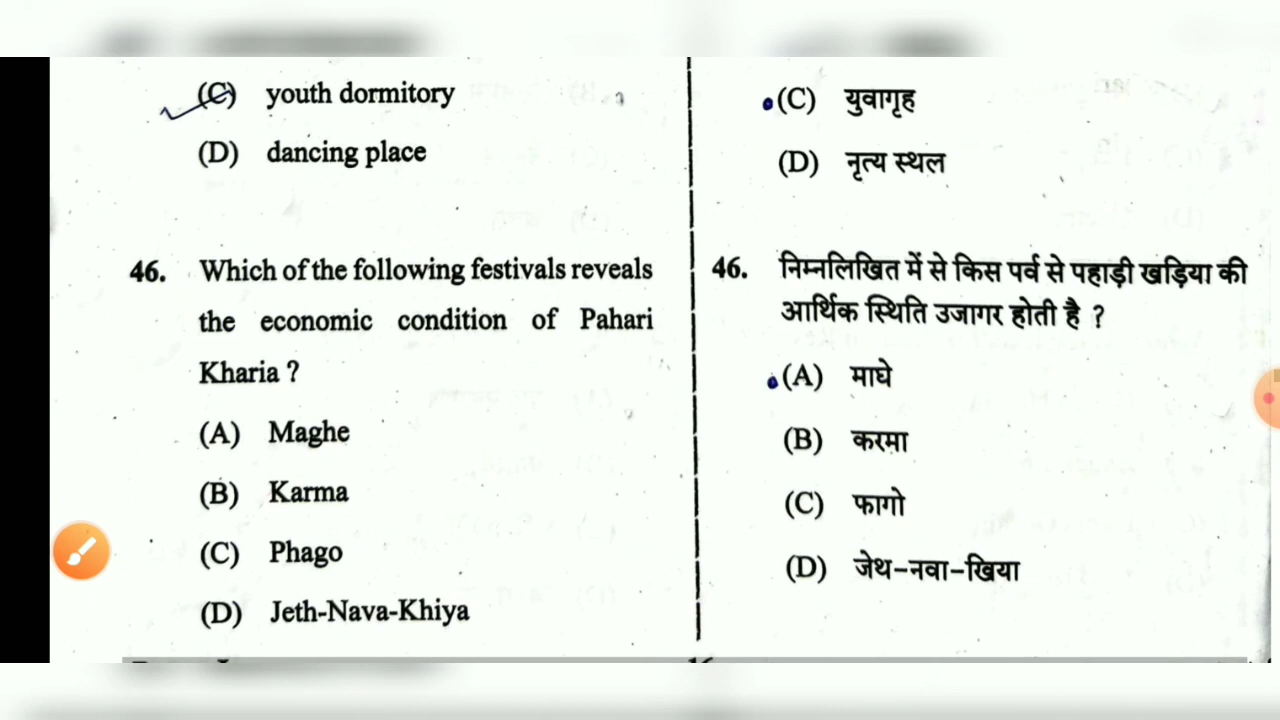 (C) youth dormitory
(D) dancing place
46. Which of the following festivals reveals
the economic condition of Pahari
Kharia ?
(A) Maghe
(B) Karma
(C) Phago
(D) Jeth-Nava-Khiya
(C) युवागृह
(D) नृत्य स्थल
46. निम्नलिखित में से किस पर्व से पहाड़ी खड़िया की
आर्थिक स्थिति उजागर होती है ?
(A) माघे
(B) करमा
(C) फागो
(D) जेथ-नवा-खिया